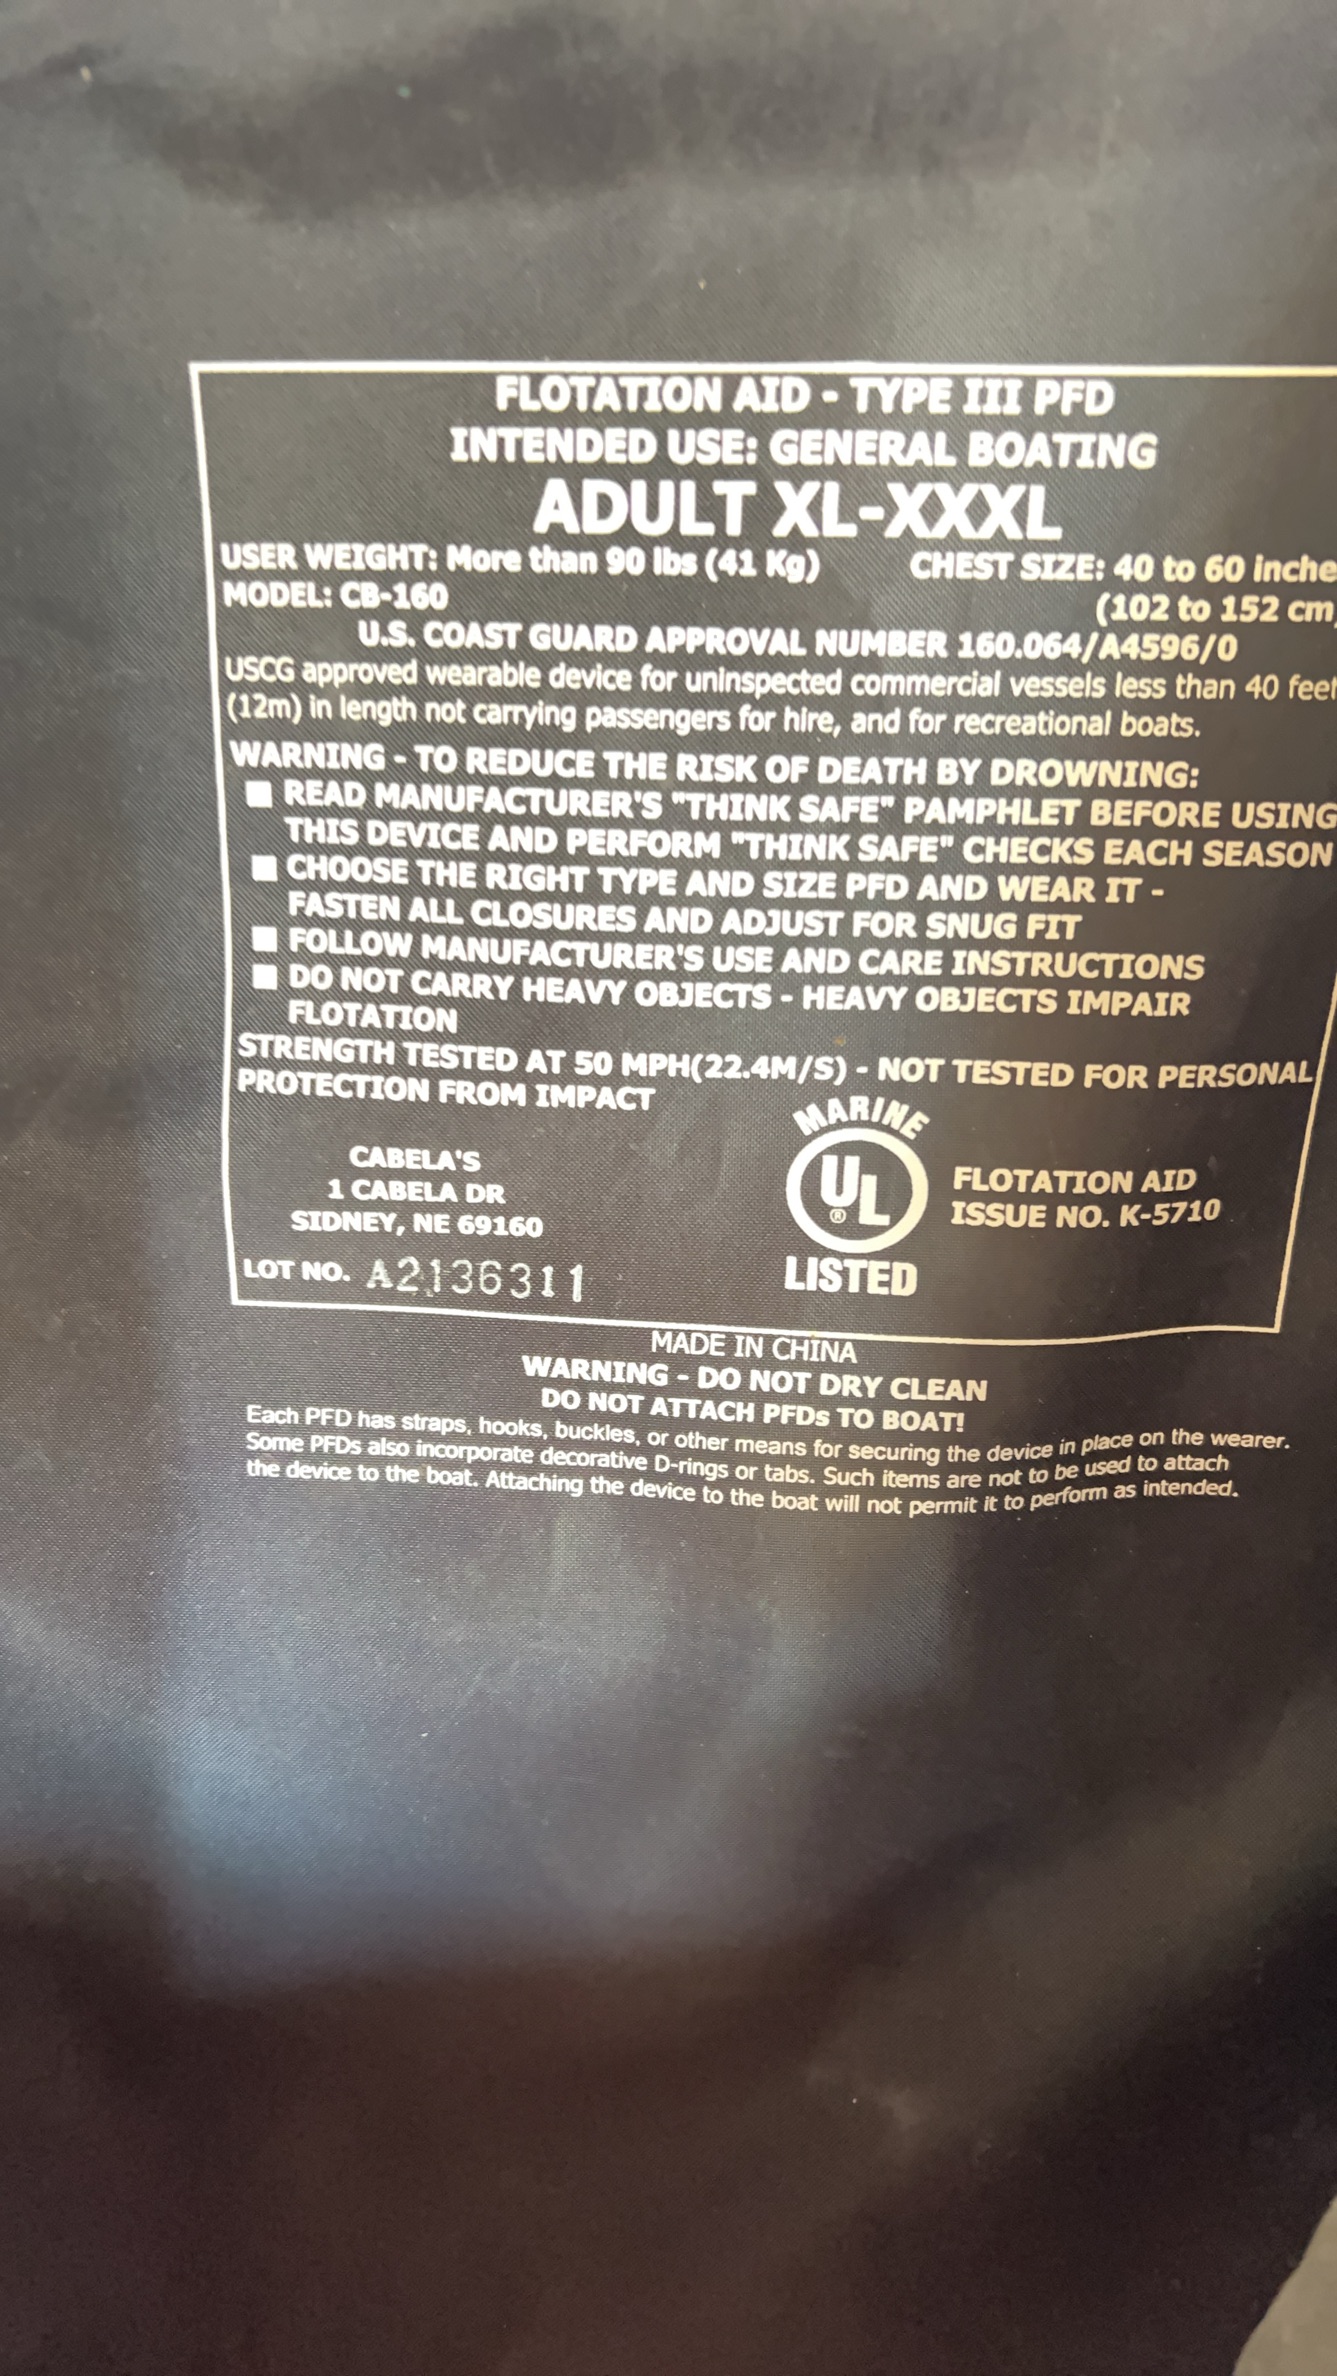 FLOTATION AID - TYPE III PFD
INTENDED USE: GENERAL BOATING
ADULT XL-XXXL
USER WEIGHT: More than 90 lbs (41 Kg) CHEST SIZE: 40 to 60 inche
MODEL: CB-160 (102 to 152 cm
U.S. COAST GUARD APPROVAL NUMBER 160.064/A4596/0
USCG approved wearable device for uninspected commercial vessels less than 40 feet
(12m) in length not carrying passengers for hire, and for recreational boats.
WARNING - TO REDUCE THE RISK OF DEATH BY DROWNING:
■ READ MANUFACTURER'S "THINK SAFE" PAMPHLET BEFORE USING
THIS DEVICE AND PERFORM "THINK SAFE" CHECKS EACH SEASON
■ CHOOSE THE RIGHT TYPE AND SIZE PFD AND WEAR IT -
FASTEN ALL CLOSURES AND ADJUST FOR SNUG FIT
■ FOLLOW MANUFACTURER'S USE AND CARE INSTRUCTIONS
■ DO NOT CARRY HEAVY OBJECTS - HEAVY OBJECTS IMPAIR
FLOTATION
STRENGTH TESTED AT 50 MPH(22.4M/S) - NOT TESTED FOR PERSONAL
PROTECTION FROM IMPACT
CABELA'S
1 CABELA DR
SIDNEY, NE 69160
LOT NO. A2136311
MARINE
UL ®
LISTED
FLOTATION AID
ISSUE NO. K-5710
MADE IN CHINA
WARNING - DO NOT DRY CLEAN
DO NOT ATTACH PFDs TO BOAT!
Each PFD has straps, hooks, buckles, or other means for securing the device in place on the wearer.
Some PFDs also incorporate decorative D-rings or tabs. Such items are not to be used to attach
the device to the boat. Attaching the device to the boat will not permit it to perform as intended.